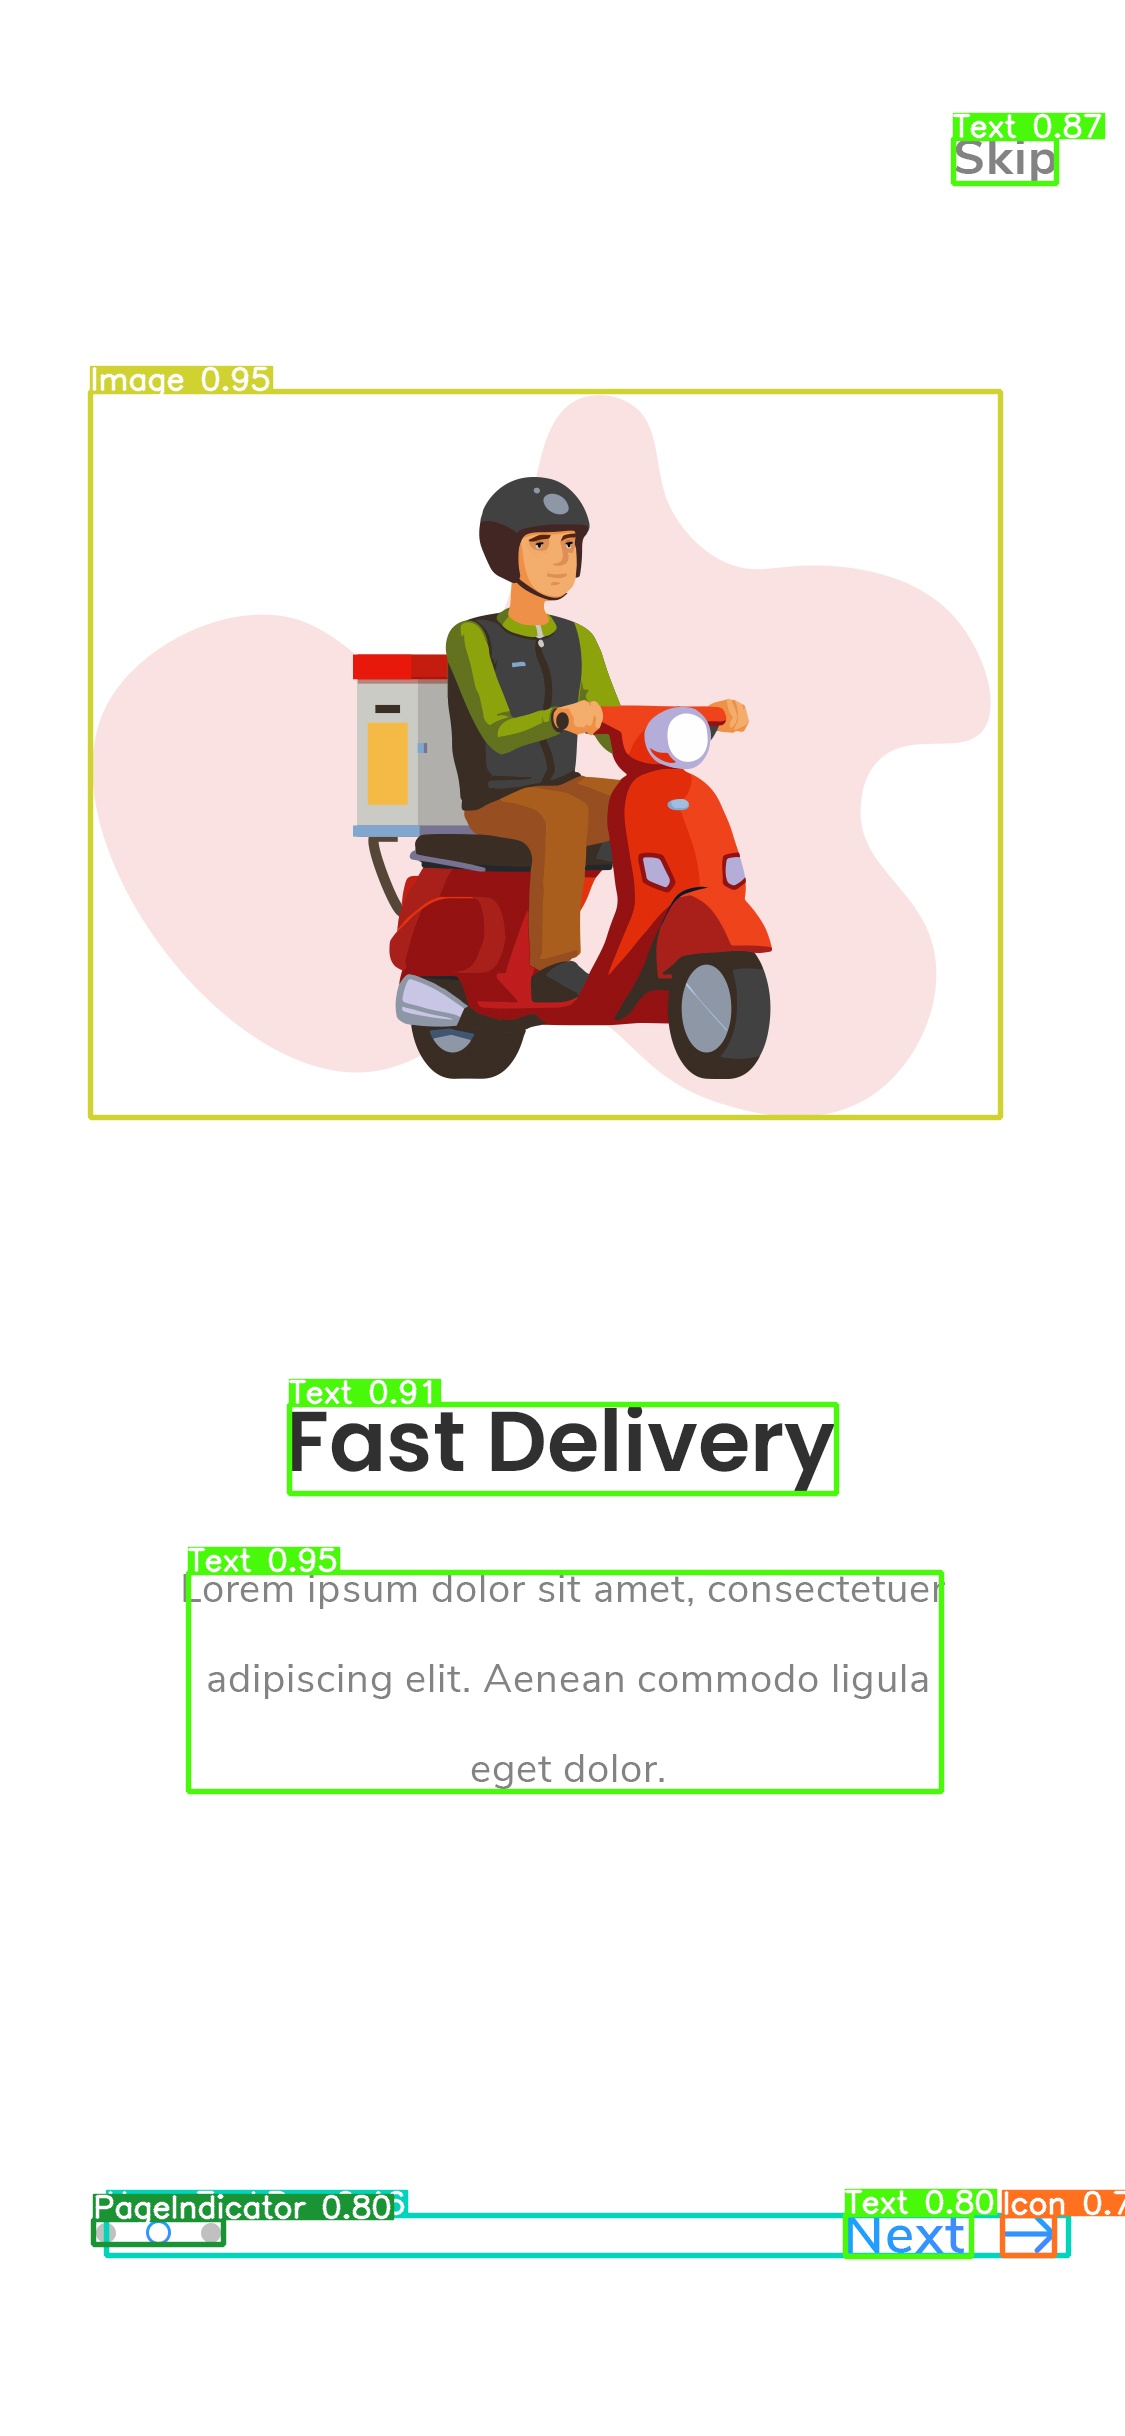 Text 0.87
Skip
Image 0.95
Text 0.91
Fast Delivery
Text 0.95
Lorem ipsum dolor sit amet, consectetuer
adipiscing elit. Aenean commodo ligula
eget dolor.
PageIndicator 0.80
Text 0.80 Icon 0.7
Next